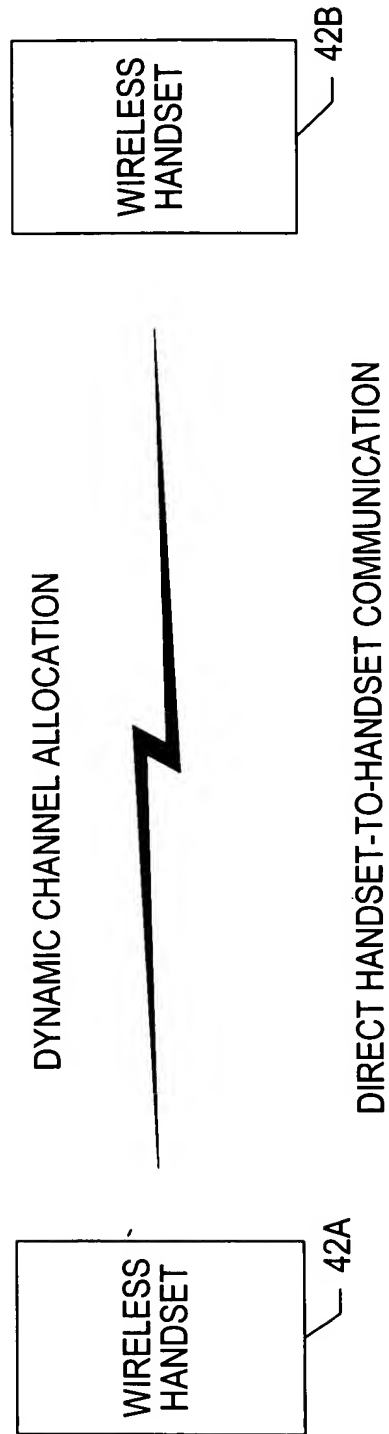 DYNAMIC CHANNEL ALLOCATION
WIRELESS
HANDSET
42A
WIRELESS
HANDSET
42B
DIRECT HANDSET-TO-HANDSET COMMUNICATION